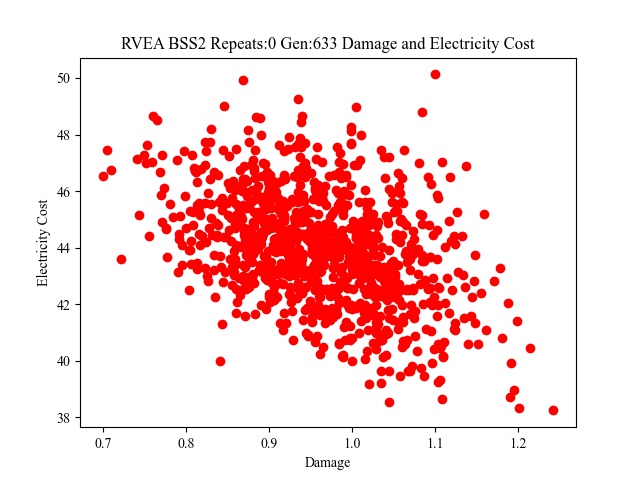 RVEA BSS2 Repeats:0 Gen:633 Damage and Electricity Cost
50
48
46
44
42
40
38
Electricity Cost
0.7 0.8 0.9 1.0 1.1 1.2
Damage